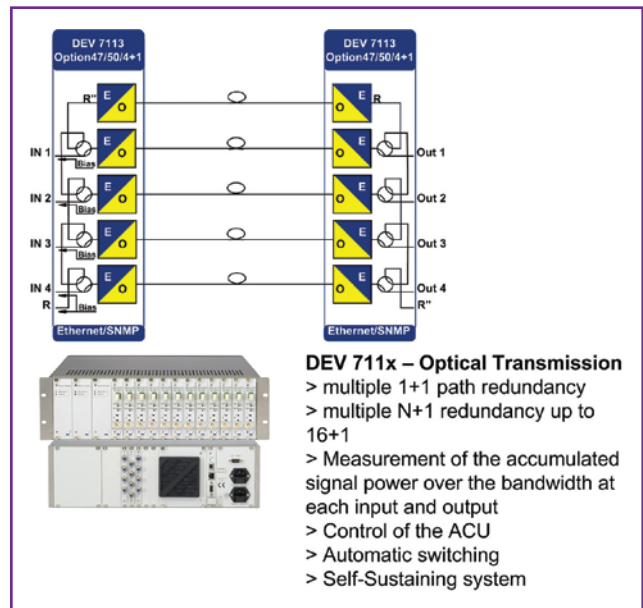 DEV 7113
Option47/50/4+1
DEV 7113
Option47/50/4+1
R"
E
O
E
O
R
IN 1
Bias
E
O
E
O
Out 1
IN 2
Bias
E
O
E
O
Out 2
IN 3
Bias
E
O
E
O
Out 3
IN 4
R
Bias
E
O
E
O
Out 4
R"
Ethernet/SNMP
Ethernet/SNMP
DEV 711x – Optical Transmission
> multiple 1+1 path redundancy
> multiple N+1 redundancy up to
16+1
> Measurement of the accumulated
signal power over the bandwidth at
each input and output
> Control of the ACU
> Automatic switching
> Self-Sustaining system